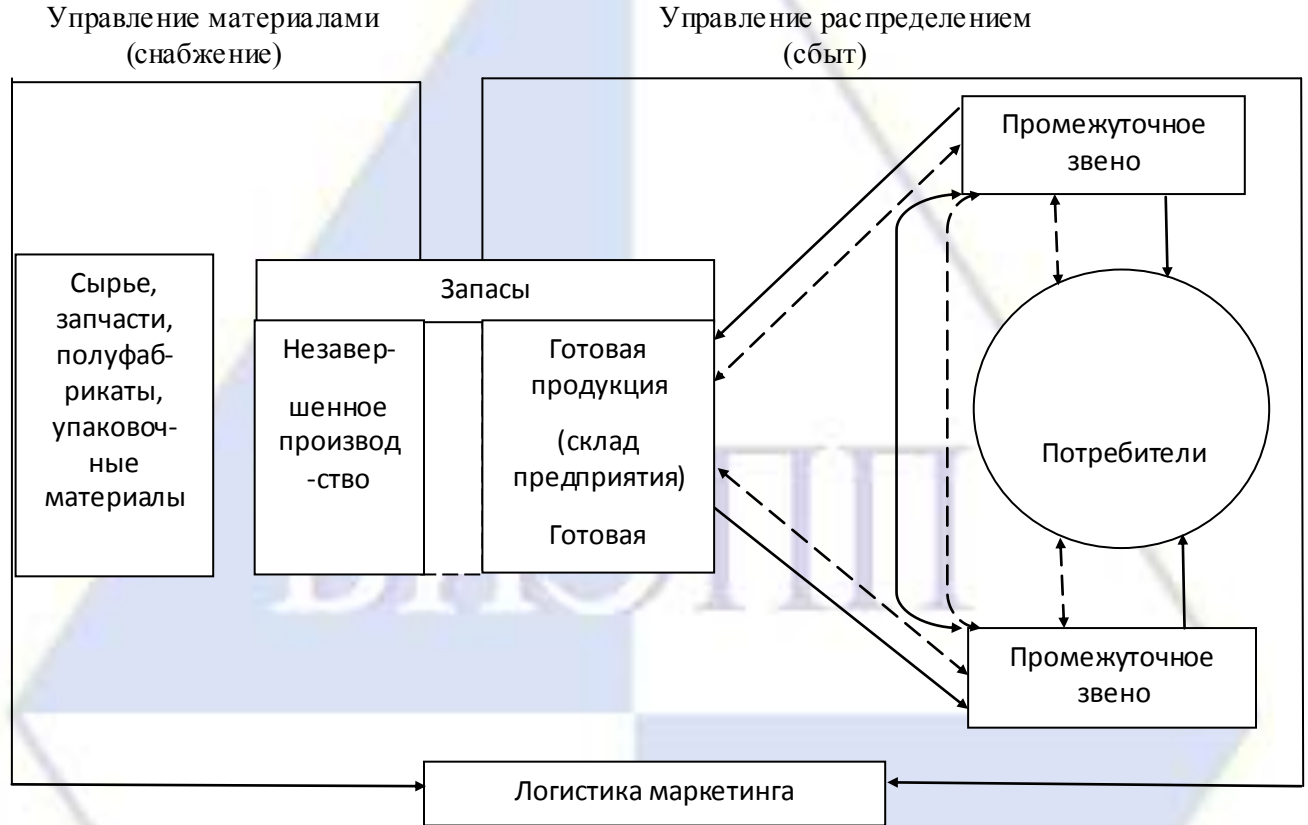 Управление материалами
(снабжение)
Управление распределением
(сбыт)
Промежуточное
звено
Сырье,
запчасти,
полуфаб-
рикаты,
упаковоч-
ные
материалы
Запасы
Незавер-
шенное
производ
-ство
Готовая
продукция
(склад
предприятия)
Готовая
Потребители
Промежуточное
звено
Логистика маркетинга